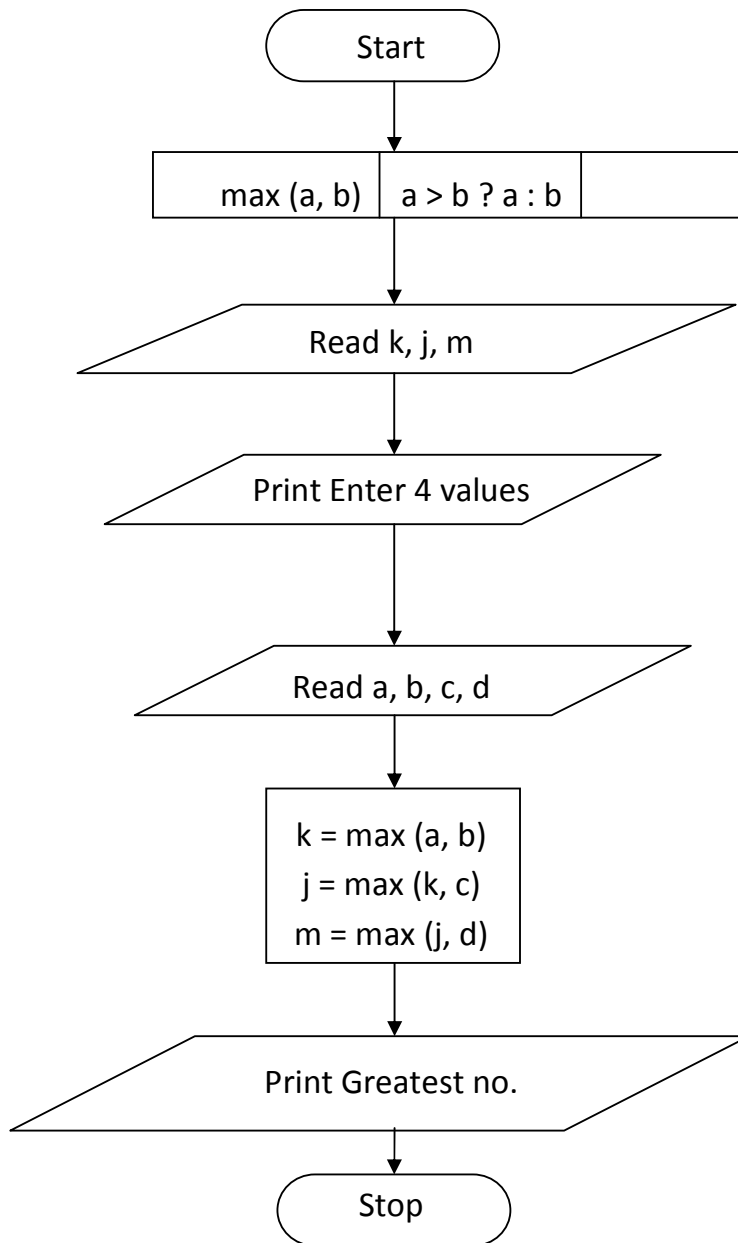 Start
max (a, b) a > b ? a : b
Read k, j, m
Print Enter 4 values
Read a, b, c, d
k = max (a, b)
j = max (k, c)
m = max (j, d)
Print Greatest no.
Stop